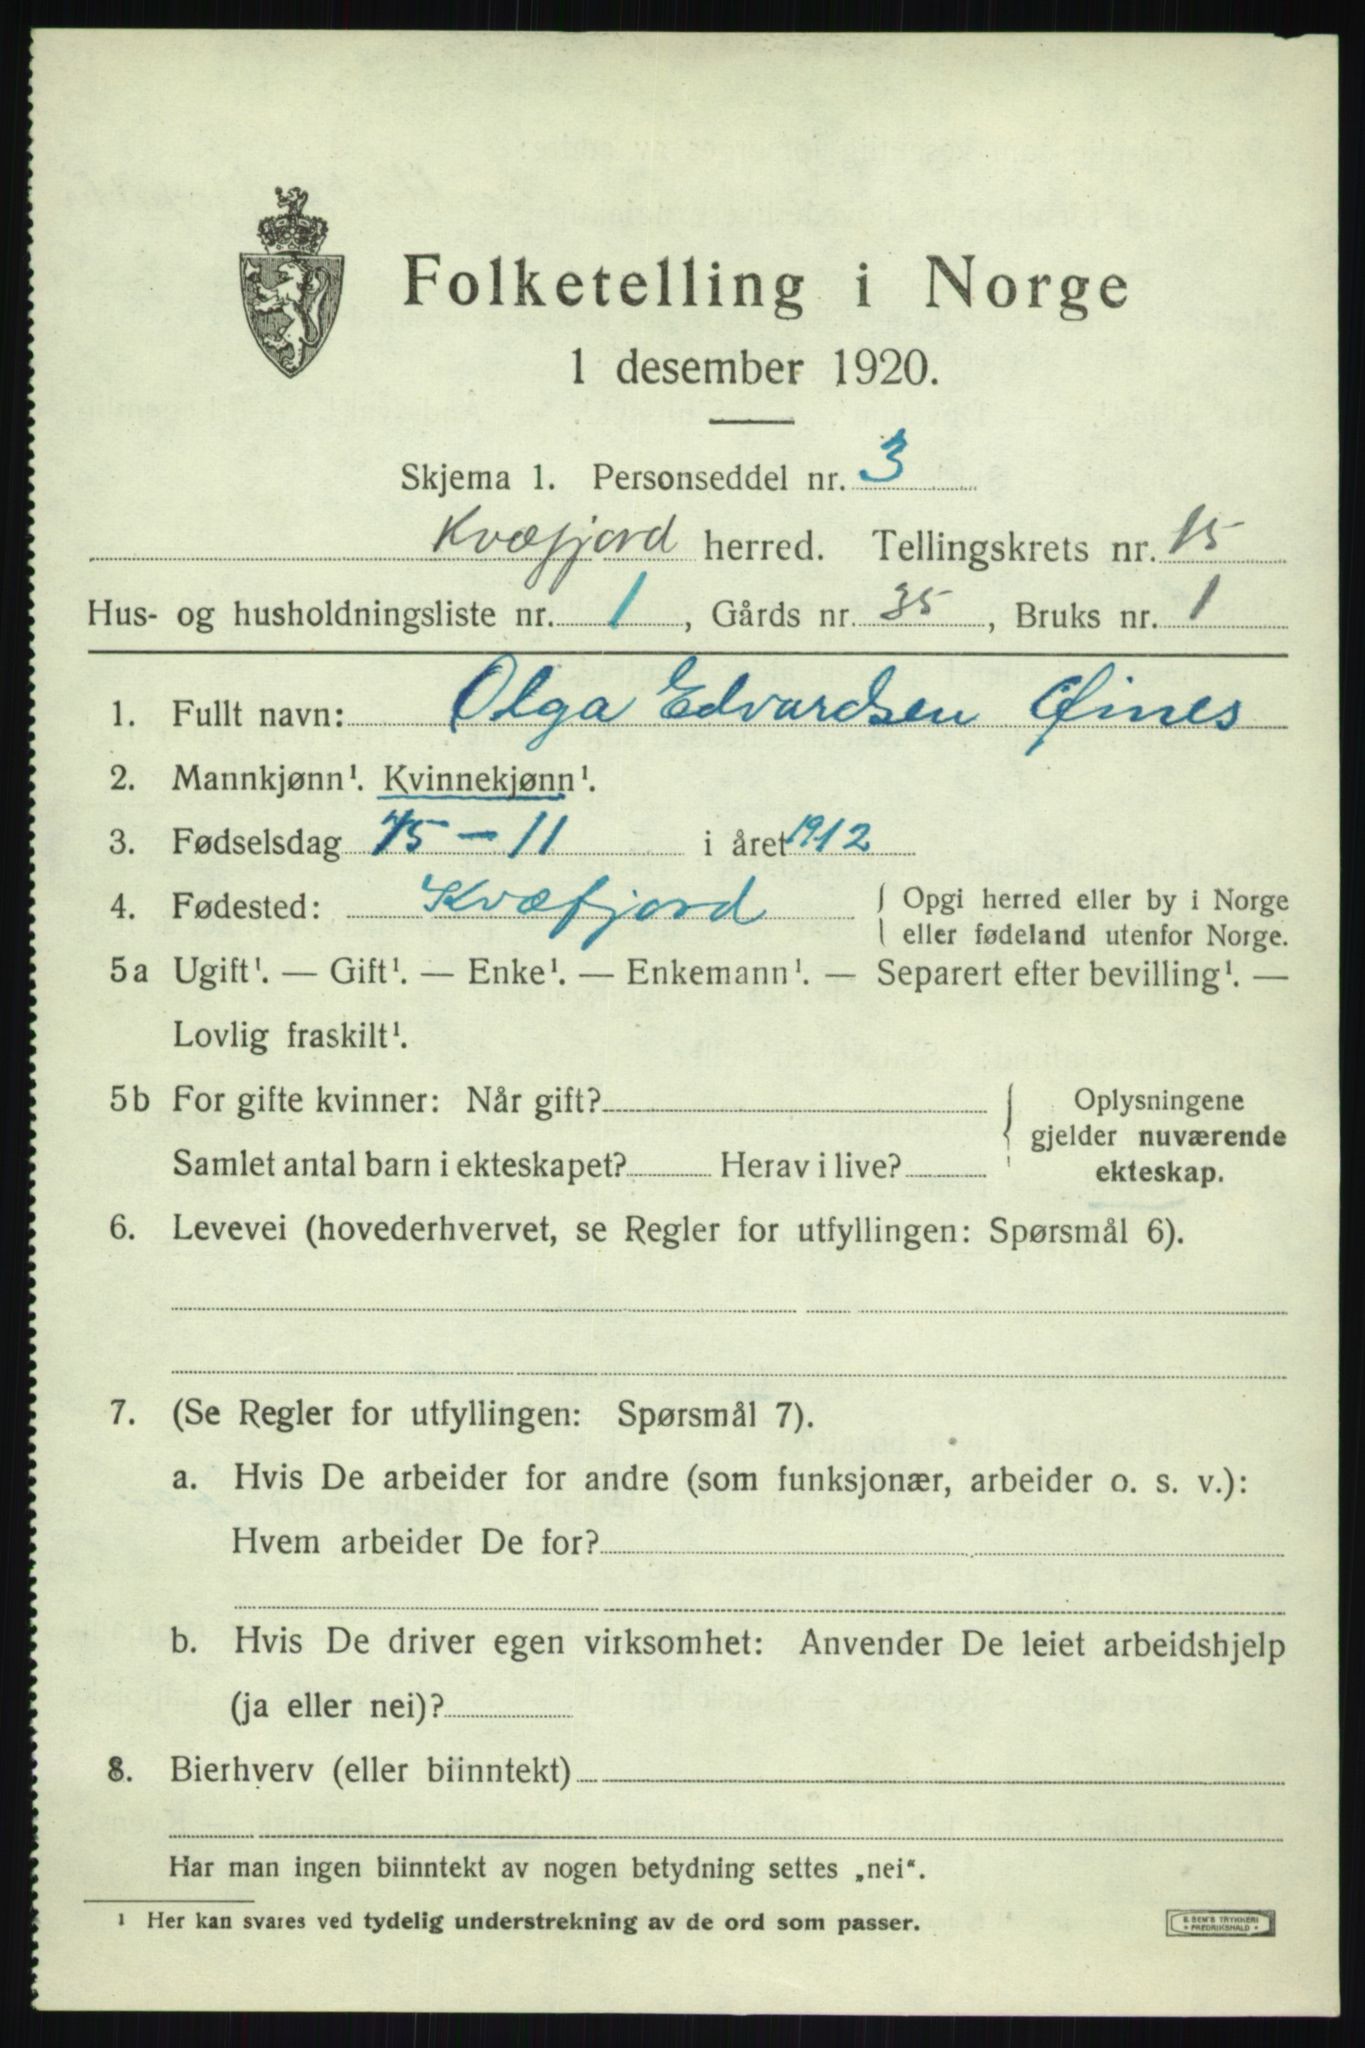 Folketelling i Norge
1 desember 1920.
Skjema 1. Personseddel nr. 3
Kvæfjord herred. Tellingskrets nr. 15
Hus- og husholdningsliste nr. 1, Gårds nr. 35, Bruks nr. 1
1. Fullt navn: Olga Edvardsen Øines
2. Mannkjønn¹. Kvinnekjønn¹.
3. Fødselsdag 15-11 i året 1912
4. Fødested: Kvæfjord { Opgi herred eller by i Norge
eller fødeland utenfor Norge.
5a Ugift¹. — Gift¹. — Enke¹. — Enkemann¹. — Separert efter bevilling¹. —
Lovlig fraskilt¹.
5b For gifte kvinner: Når gift? { Oplysningene
gjelder nuværende
Samlet antal barn i ekteskapet? Herav i live? ekteskap.
6. Levevei (hovederhvervet, se Regler for utfyllingen: Spørsmål 6).
7. (Se Regler for utfyllingen: Spørsmål 7).
a. Hvis De arbeider for andre (som funksjonær, arbeider o. s. v.):
Hvem arbeider De for?
b. Hvis De driver egen virksomhet: Anvender De leiet arbeidshjelp
(ja eller nei)?
8. Bierhverv (eller biinntekt)
Har man ingen biinntekt av nogen betydning settes „nei“.
¹ Her kan svares ved tydelig understrekning av de ord som passer.
E. SEM'S TRYKKERI
FREDRIKSHALD